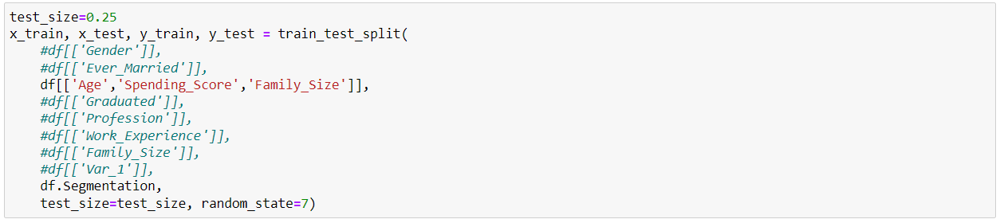 test_size=0.25
x_train, x_test, y_train, y_test = train_test_split(
    #df[['Gender']],
    #df[['Ever_Married']],
    df[['Age','Spending_Score','Family_Size']],
    #df[['Graduated']],
    #df[['Profession']],
    #df[['Work_Experience']],
    #df[['Family_Size']],
    #df[['Var_1']],
    df.Segmentation,
    test_size=test_size, random_state=7)